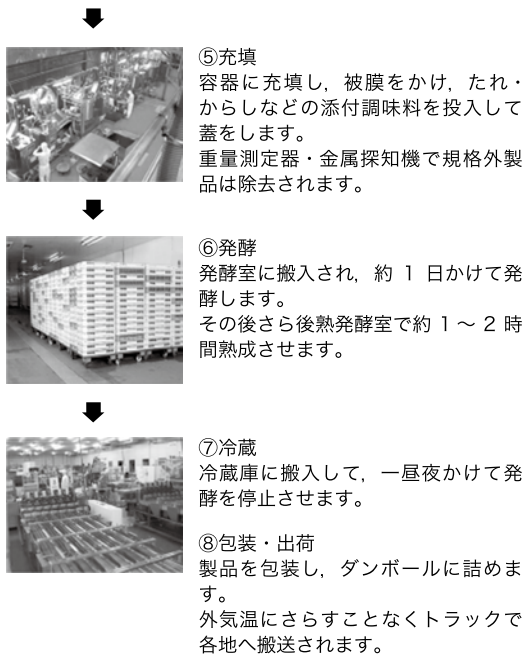 ⑤充填
容器に充填し，被膜をかけ，たれ・
からしなどの添付調味料を投入して
蓋をします。
重量測定器・金属探知機で規格外製
品は除去されます。
⑥発酵
発酵室に搬入され，約 1 日かけて発
酵します。
その後さら後熟発酵室で約 1 〜 2 時
間熟成させます。
⑦冷蔵
冷蔵庫に搬入して，一昼夜かけて発
酵を停止させます。
⑧包装・出荷
製品を包装し，ダンボールに詰めま
す。
外気温にさらすことなくトラックで
各地へ搬送されます。